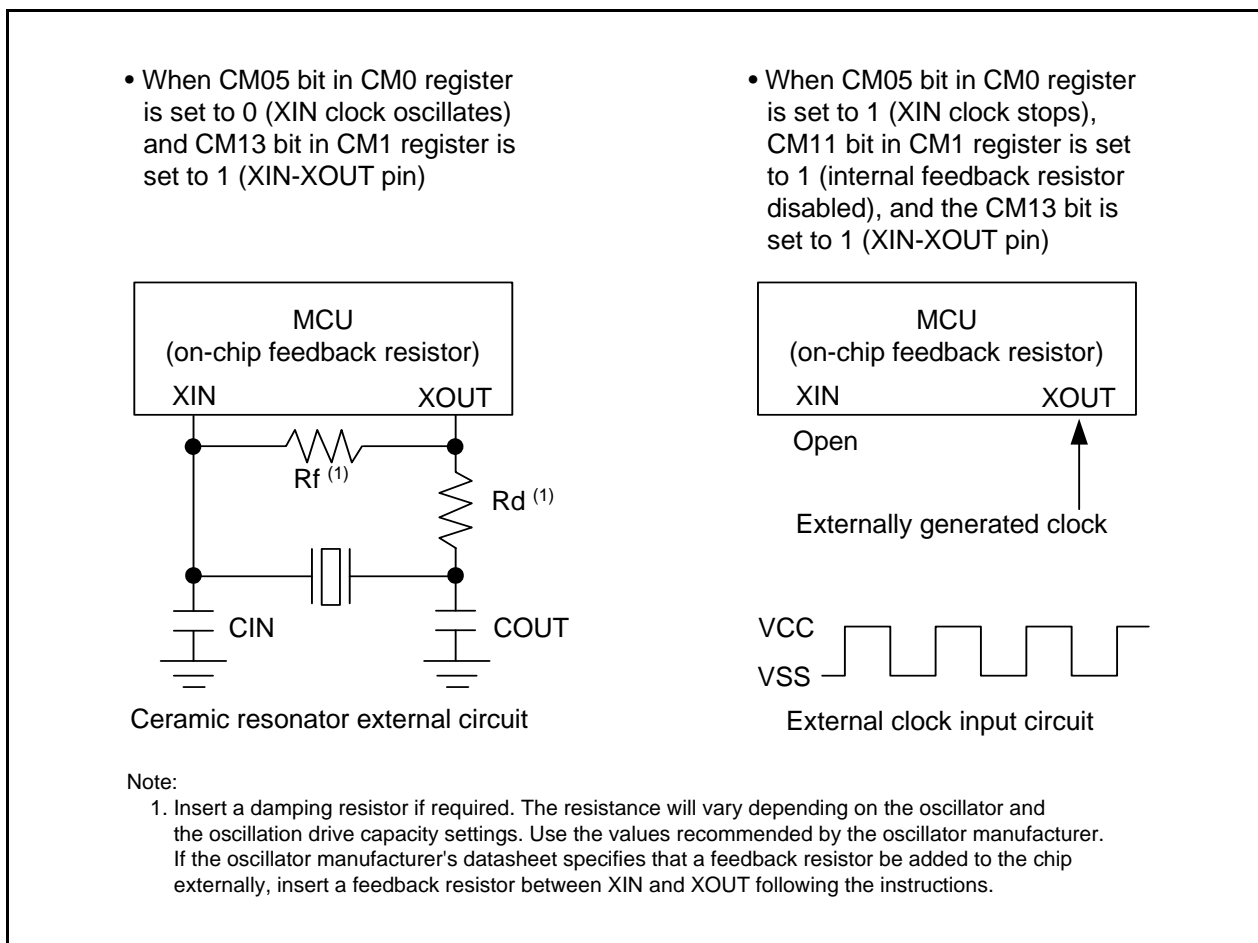 • When CM05 bit in CM0 register
is set to 0 (XIN clock oscillates)
and CM13 bit in CM1 register is
set to 1 (XIN-XOUT pin)
MCU
(on-chip feedback resistor)
XIN
XOUT
Rf (1)
Rd (1)
CIN
COUT
Ceramic resonator external circuit
• When CM05 bit in CM0 register
is set to 1 (XIN clock stops),
CM11 bit in CM1 register is set
to 1 (internal feedback resistor
disabled), and the CM13 bit is
set to 1 (XIN-XOUT pin)
MCU
(on-chip feedback resistor)
XIN
XOUT
Open
Externally generated clock
VCC
VSS
External clock input circuit
Note:
1. Insert a damping resistor if required. The resistance will vary depending on the oscillator and
the oscillation drive capacity settings. Use the values recommended by the oscillator manufacturer.
If the oscillator manufacturer's datasheet specifies that a feedback resistor be added to the chip
externally, insert a feedback resistor between XIN and XOUT following the instructions.